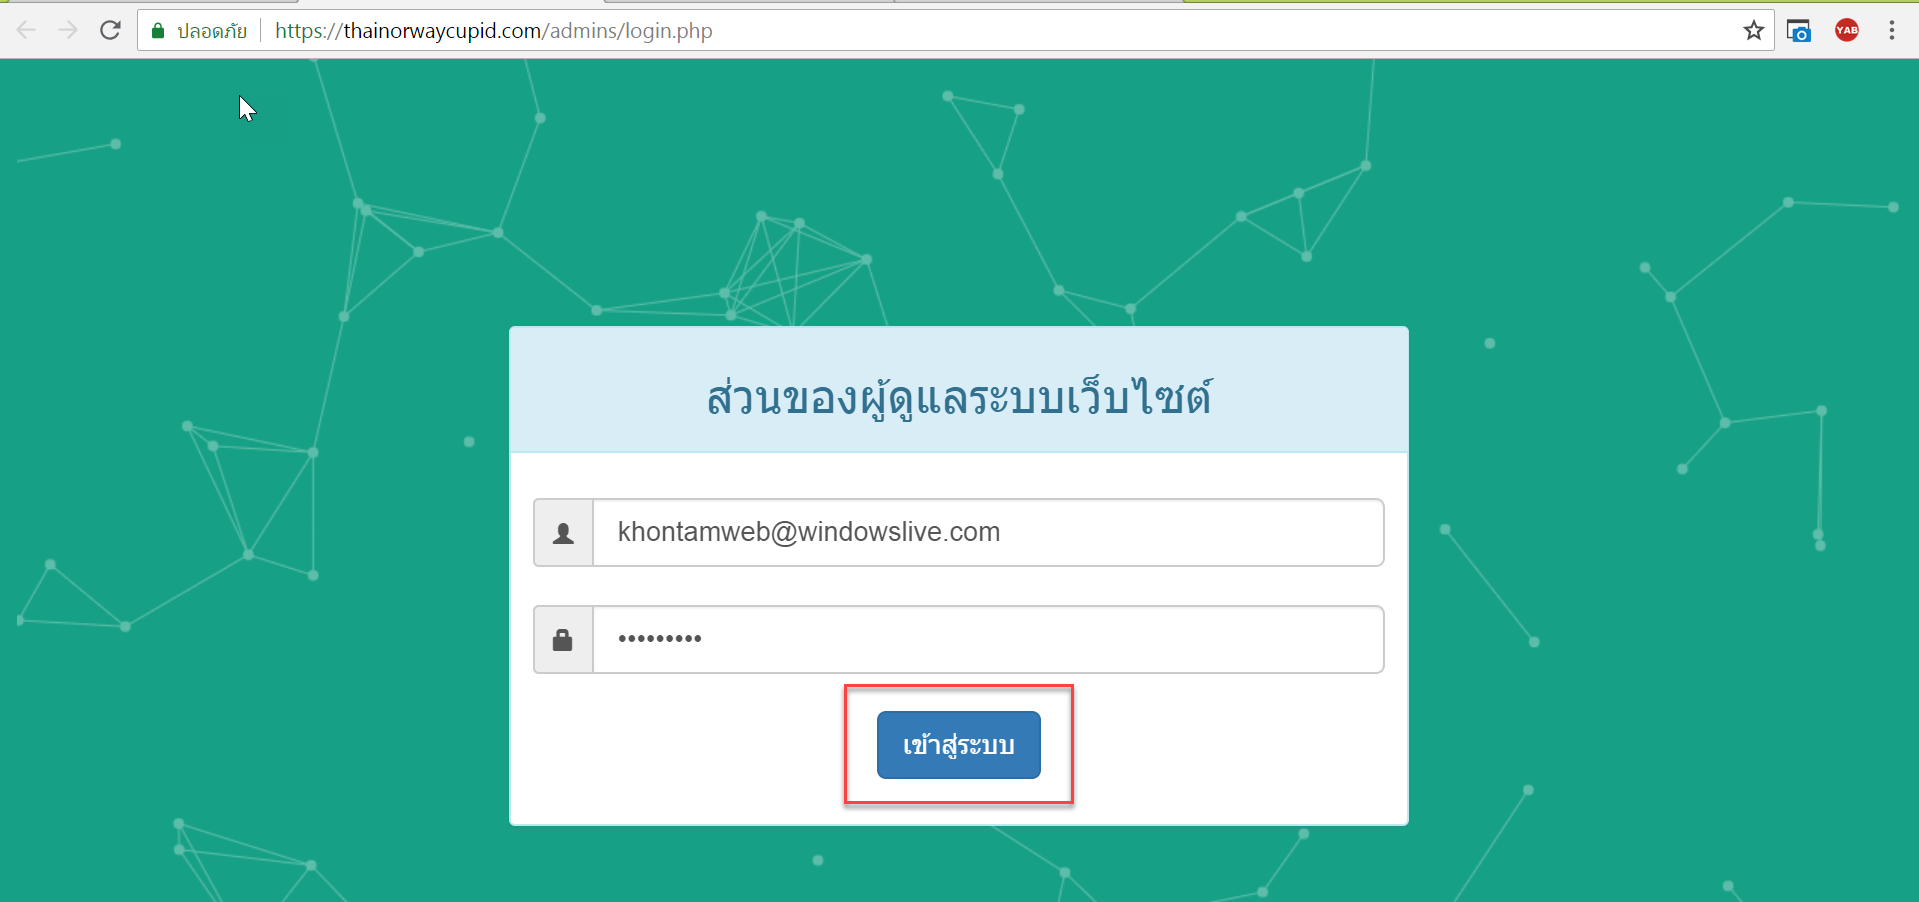 ปลอดภัย https://thainorwaycupid.com/admins/login.php
YAB
ส่วนของผู้ดูแลระบบเว็บไซต์
khontamweb@windowslive.com
•••••••••
เข้าสู่ระบบ